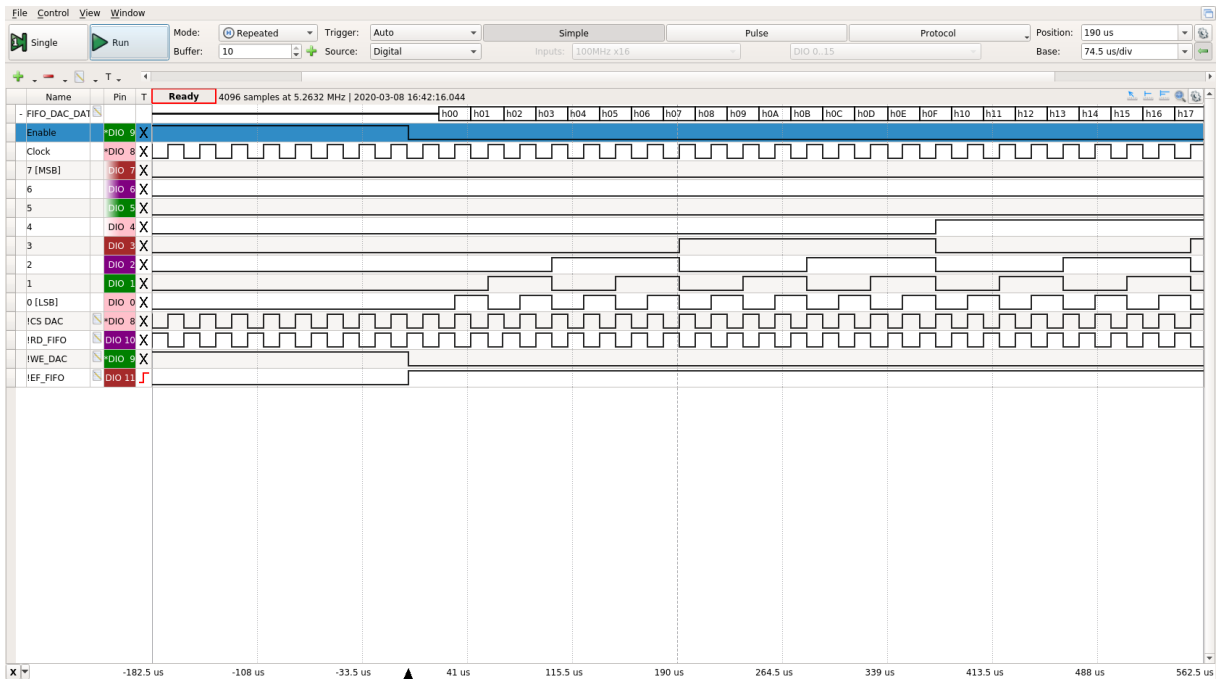 File Control View Window
Single Run Mode: Repeated Trigger: Auto Simple Pulse Protocol Position: 190 us
Buffer: 10 Source: Digital Inputs: 100MHz x16 DIO 0..15 Base: 74.5 us/div
T
Name Pin T Ready 4096 samples at 5.2632 MHz | 2020-03-08 16:42:16.044
- FIFO_DAC_DAT h00 h01 h02 h03 h04 h05 h06 h07 h08 h09 h0A h0B h0C h0D h0E h0F h10 h11 h12 h13 h14 h15 h16 h17
Enable *DIO 9 X
Clock *DIO 8 X
7 [MSB] DIO 7 X
6 DIO 6 X
5 DIO 5 X
4 DIO 4 X
3 DIO 3 X
2 DIO 2 X
1 DIO 1 X
0 [LSB] DIO 0 X
!CS DAC *DIO 8 X
!RD_FIFO DIO 10 X
!WE_DAC *DIO 9 X
!EF_FIFO DIO 11
X -182.5 us -108 us -33.5 us 41 us 115.5 us 190 us 264.5 us 339 us 413.5 us 488 us 562.5 us